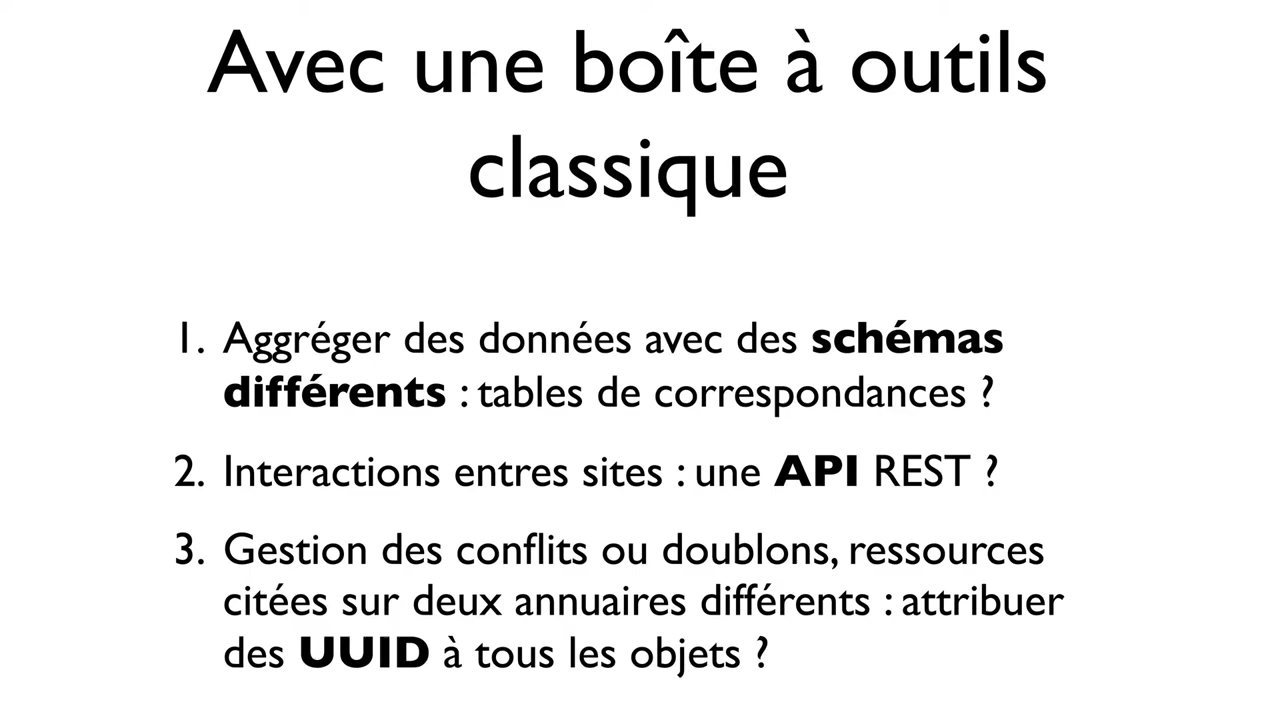 Avec une boîte à outils
classique
1. Aggréger des données avec des schémas
différents : tables de correspondances ?
2. Interactions entres sites : une API REST ?
3. Gestion des conflits ou doublons, ressources
citées sur deux annuaires différents : attribuer
des UUID à tous les objets ?